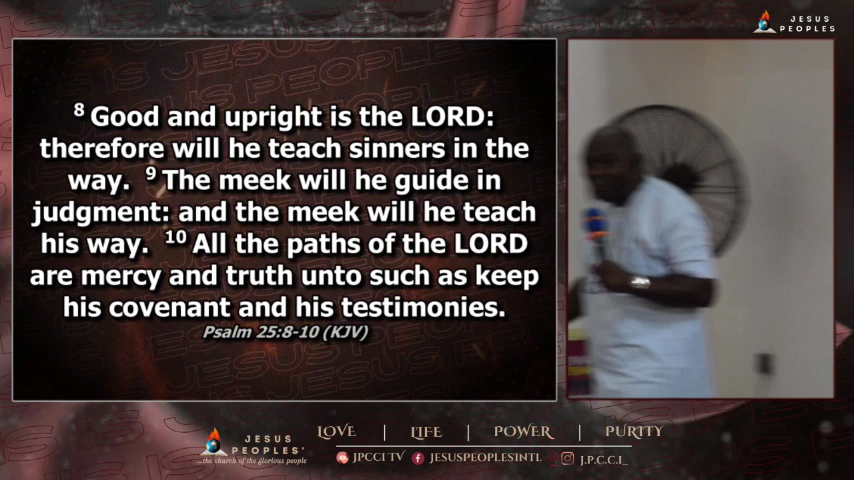 JESUS
PEOPLES
8 Good and upright is the LORD:
therefore will he teach sinners in the
way. 9 The meek will he guide in
judgment: and the meek will he teach
his way. 10 All the paths of the LORD
are mercy and truth unto such as keep
his covenant and his testimonies.
Psalm 25:8-10 (KJV)
JESUS
PEOPLES'
...the church of the glorious people
LOVE | LIFE | POWER | PURITY
JPCCI TV JESUSPEOPLESINTL J.P.C.C.I_